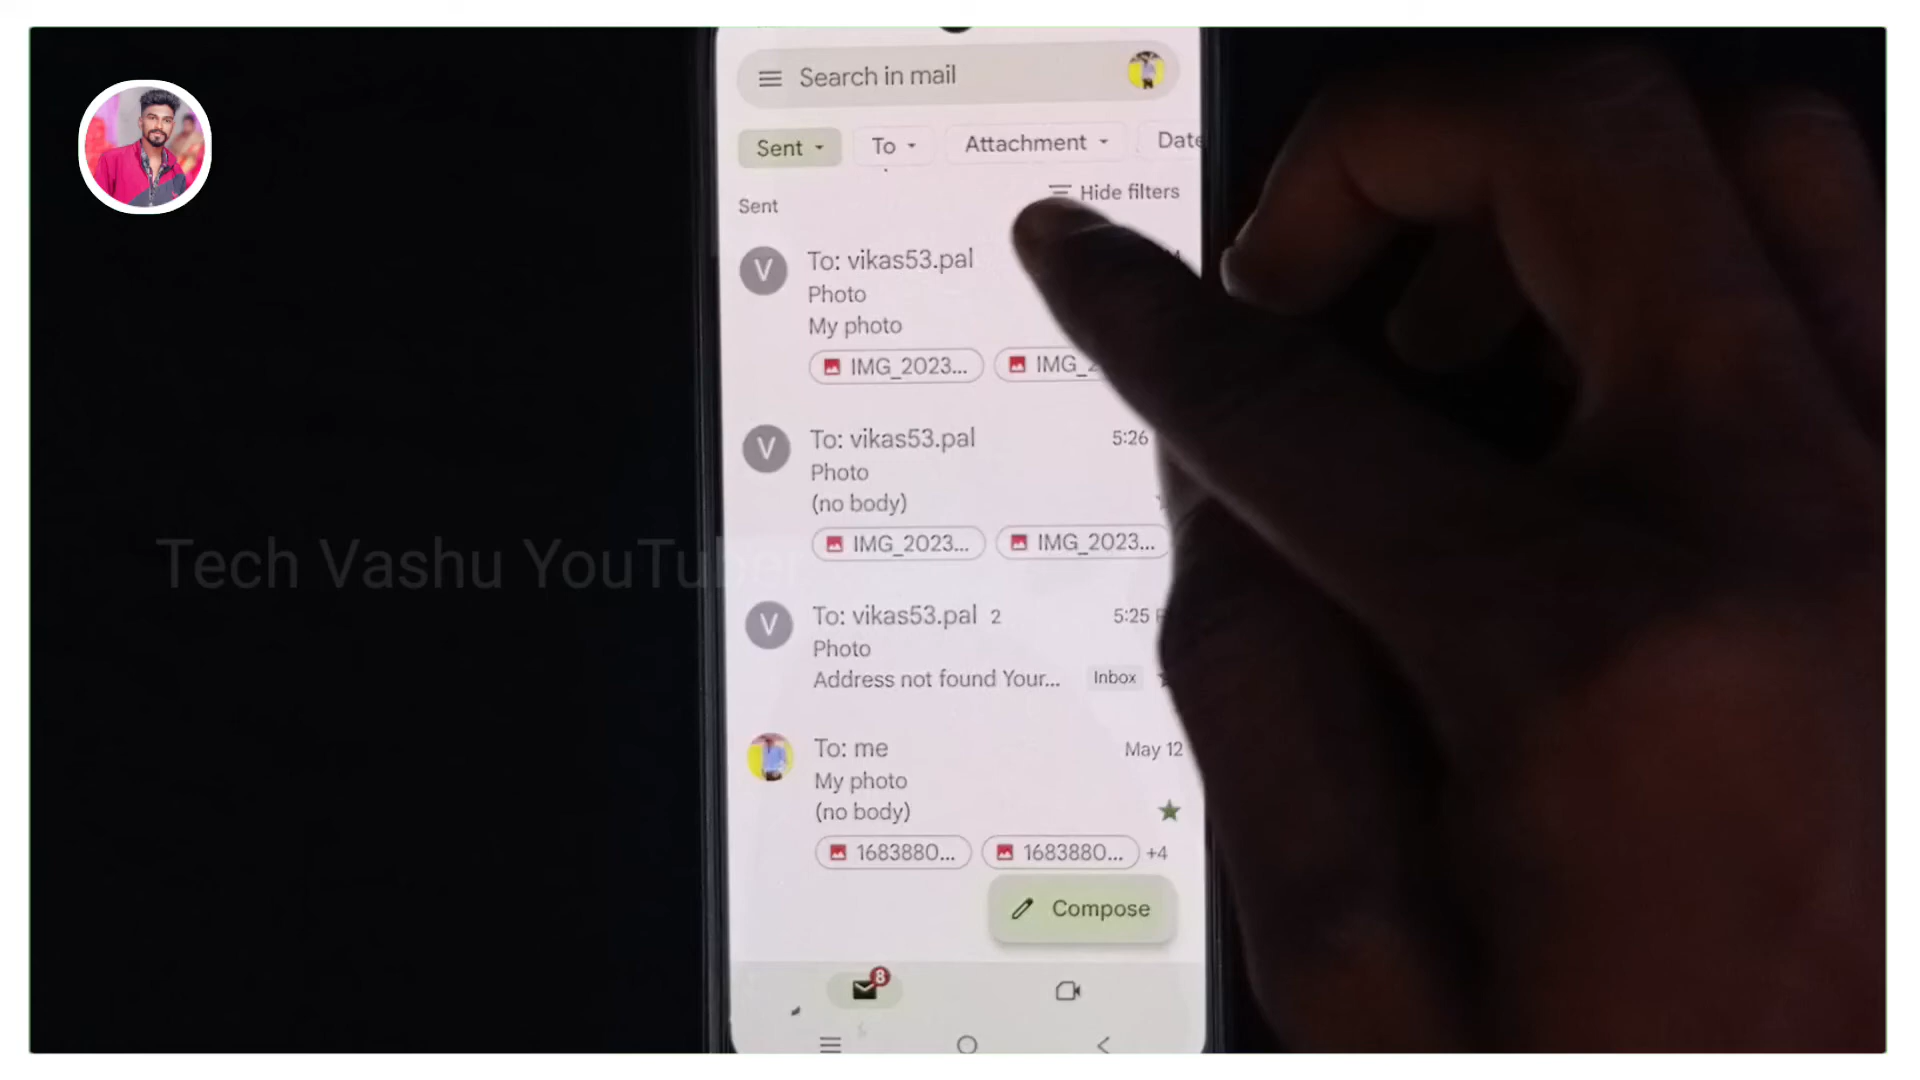 Search in mail
Sent
To
Attachment
Date
Hide filters
Sent
V
To: vikas53.pal
Photo
My photo
IMG_2023...
IMG_2
V
To: vikas53.pal
5:26
Photo
(no body)
IMG_2023...
IMG_2023...
Tech Vashu YouTuber
V
To: vikas53.pal 2
5:25
Photo
Address not found Your...
Inbox
To: me
May 12
My photo
(no body)
1683880...
1683880...
+4
Compose
8